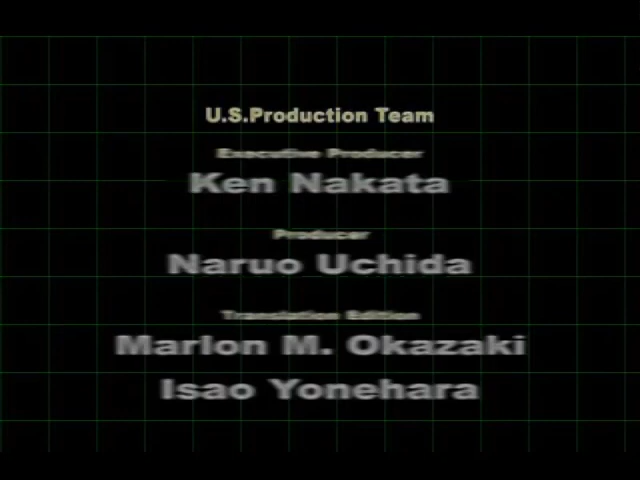 U.S.Production Team
Executive Producer
Ken Nakata
Producer
Naruo Uchida
Translation Edition
Marlon M. Okazaki
Isao Yonehara